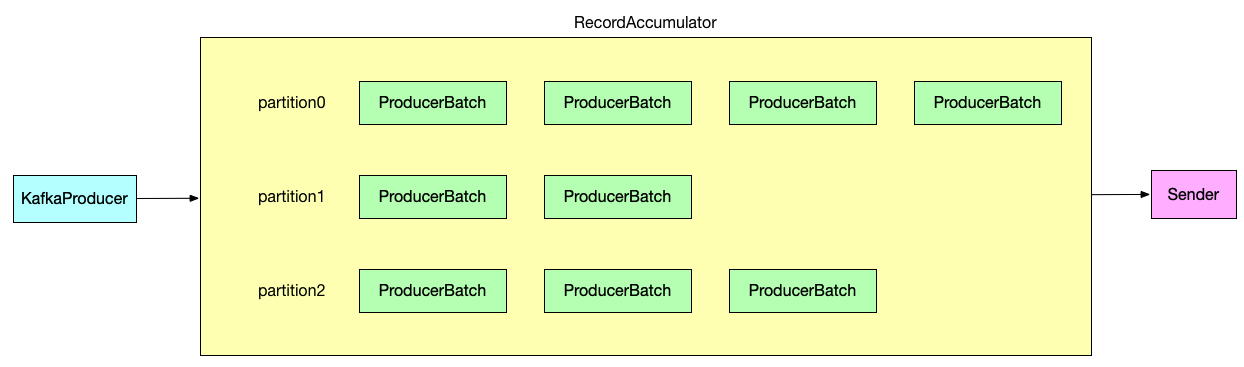 RecordAccumulator
partition0 ProducerBatch ProducerBatch ProducerBatch ProducerBatch
KafkaProducer
partition1 ProducerBatch ProducerBatch
Sender
partition2 ProducerBatch ProducerBatch ProducerBatch